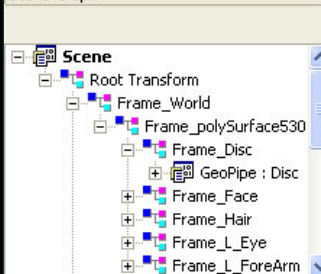 Scene
Root Transform
Frame_World
Frame_polySurface530
Frame_Disc
GeoPipe : Disc
Frame_Face
Frame_Hair
Frame_L_Eye
Frame_L_ForeArm